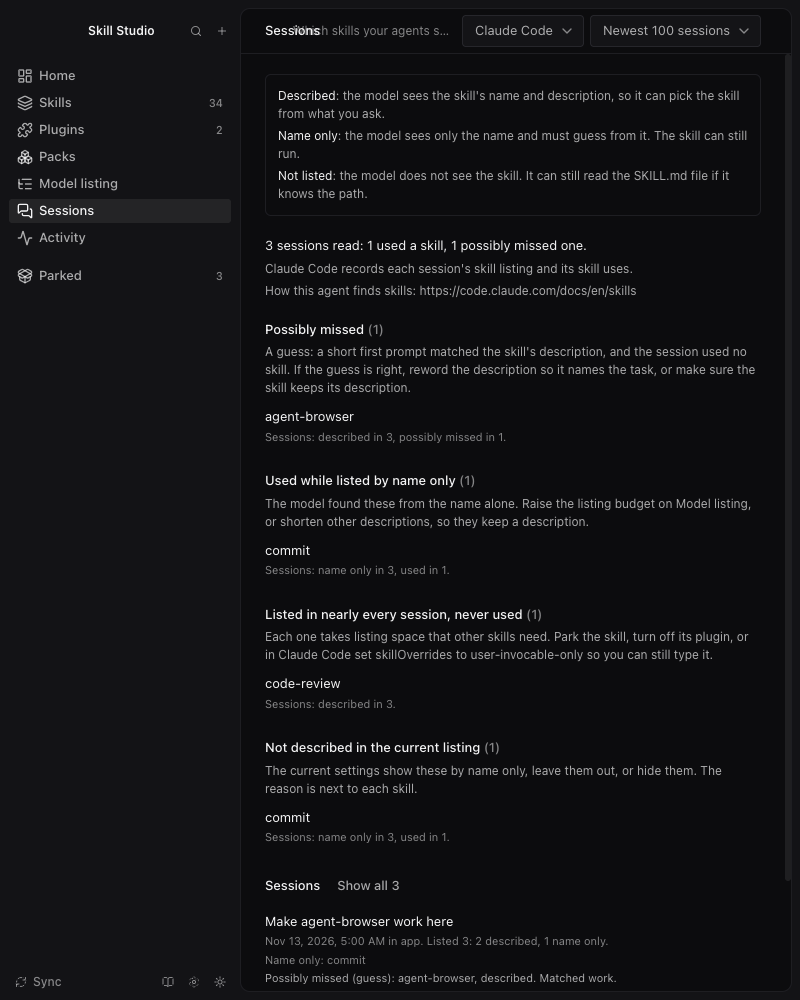 Skill Studio
Home
Skills 34
Plugins 2
Packs
Model listing
Sessions
Activity
Parked 3
Sync
Sessions
skills your agents s...
Claude Code
Newest 100 sessions
Described: the model sees the skill's name and description, so it can pick the skill
from what you ask.
Name only: the model sees only the name and must guess from it. The skill can still
run.
Not listed: the model does not see the skill. It can still read the SKILL.md file if it
knows the path.
3 sessions read: 1 used a skill, 1 possibly missed one.
Claude Code records each session's skill listing and its skill uses.
How this agent finds skills: https://code.claude.com/docs/en/skills
Possibly missed (1)
A guess: a short first prompt matched the skill's description, and the session used no
skill. If the guess is right, reword the description so it names the task, or make sure the
skill keeps its description.
agent-browser
Sessions: described in 3, possibly missed in 1.
Used while listed by name only (1)
The model found these from the name alone. Raise the listing budget on Model listing,
or shorten other descriptions, so they keep a description.
commit
Sessions: name only in 3, used in 1.
Listed in nearly every session, never used (1)
Each one takes listing space that other skills need. Park the skill, turn off its plugin, or
in Claude Code set skillOverrides to user-invocable-only so you can still type it.
code-review
Sessions: described in 3.
Not described in the current listing (1)
The current settings show these by name only, leave them out, or hide them. The
reason is next to each skill.
commit
Sessions: name only in 3, used in 1.
Sessions Show all 3
Make agent-browser work here
Nov 13, 2026, 5:00 AM in app. Listed 3: 2 described, 1 name only.
Name only: commit
Possibly missed (guess): agent-browser, described. Matched work.